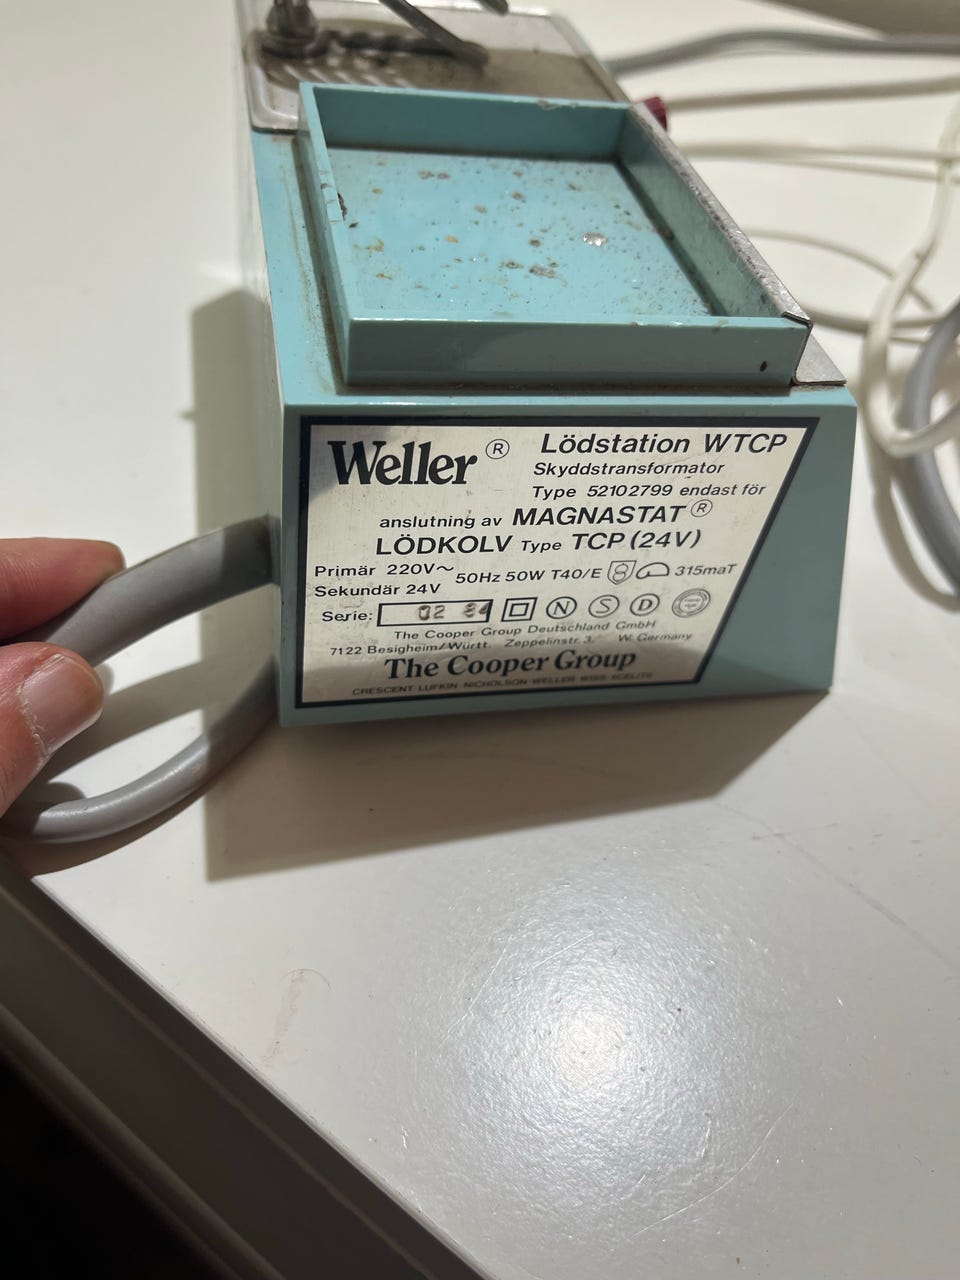 Weller ® Lödstation WTCP
Skyddstransformator
Type 52102799 endast för
anslutning av MAGNASTAT ®
LÖDKOLV Type TCP (24V)
Primär 220V~ 50Hz 50W T40/E 315maT
Sekundär 24V
Serie: 02 84 N S D
The Cooper Group Deutschland GmbH
7122 Besigheim/Württ. Zeppelinstr. 3. W. Germany
The Cooper Group
CRESCENT LUFKIN NICHOLSON WELLER WISS XCELITE